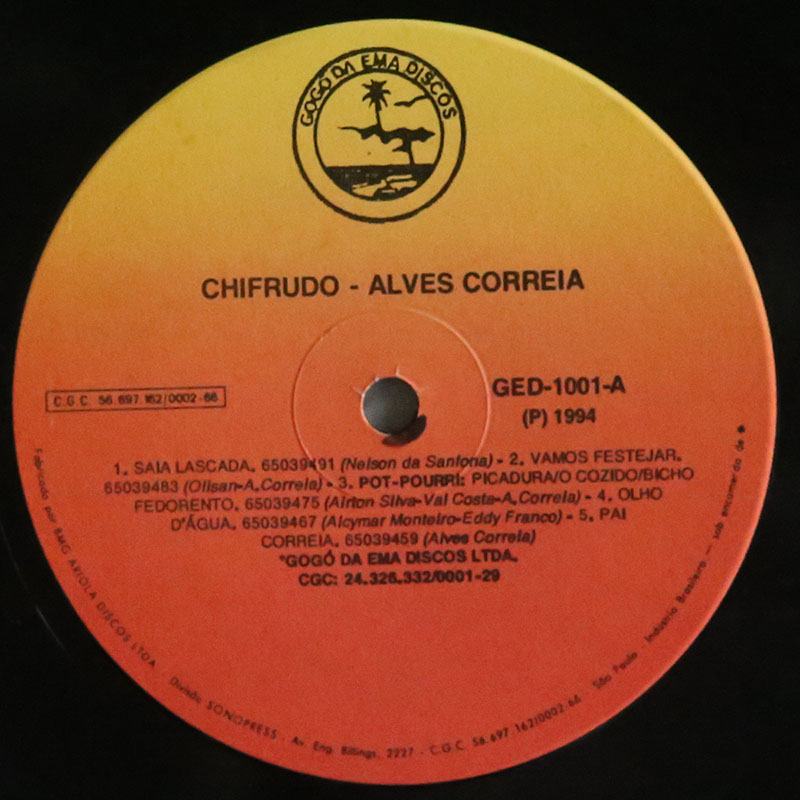 GOGÓ DA EMA DISCOS
CHIFRUDO - ALVES CORREIA
C.G.C. 56.697.162/0002-66
GED-1001-A
(P) 1994
1. SAIA LASCADA. 65039491 (Nelson da Sanfona) - 2. VAMOS FESTEJAR.
65039483 (Olisan-A.Correia) - 3. POT-POURRI: PICADURA/O COZIDO/BICHO
FEDORENTO. 65039475 (Airton Silva-Val Costa-A.Correia) - 4. OLHO
D'ÁGUA. 65039467 (Alcymar Monteiro-Eddy Franco) - 5. PAI
CORREIA. 65039459 (Alves Correia)
*GOGÓ DA EMA DISCOS LTDA.
CGC: 24.326.332/0001-29
Fabricado por BMG ARIOLA DISCOS LTDA. Divisão SONOPRESS - Av. Eng. Billings, 2227 - C.G.C. 56.697.162/0002-66 São Paulo Indústria Brasileira — sob encomenda de *